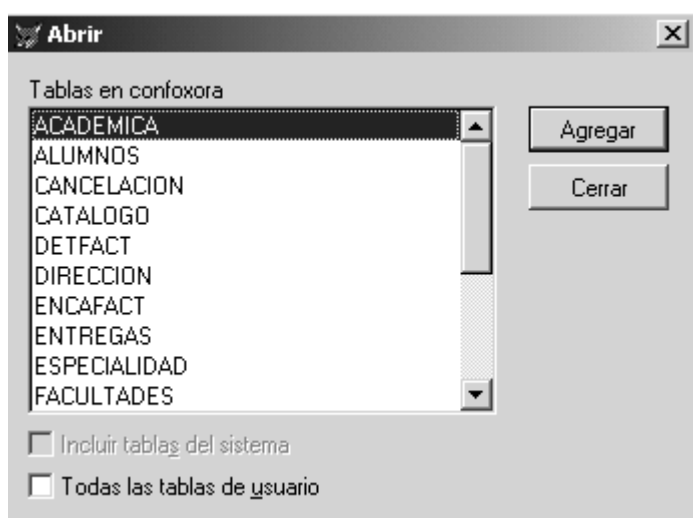 Abrir
Tablas en confoxora
ACADEMICA
ALUMNOS
CANCELACION
CATALOGO
DETFACT
DIRECCION
ENCAFACT
ENTREGAS
ESPECIALIDAD
FACULTADES
Agregar
Cerrar
Incluir tablas del sistema
Todas las tablas de usuario